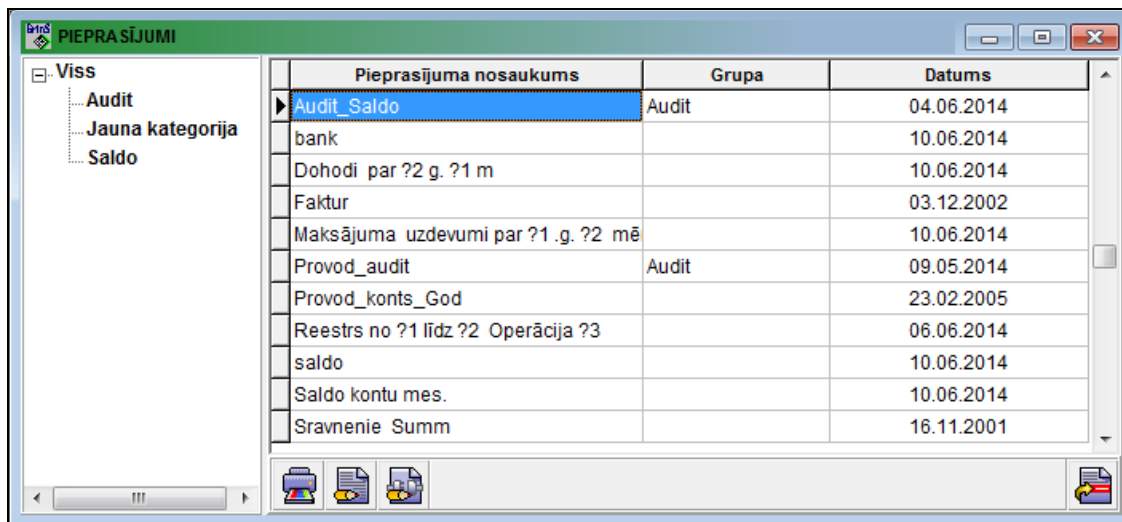 PIEPRASĪJUMI
Viss
Audit
Jauna kategorija
Saldo
Pieprasījuma nosaukums Grupa Datums
Audit_Saldo Audit 04.06.2014
bank 10.06.2014
Dohodi par ?2 g. ?1 m 10.06.2014
Faktur 03.12.2002
Maksājuma uzdevumi par ?1 .g. ?2 mē 10.06.2014
Provod_audit Audit 09.05.2014
Provod_konts_God 23.02.2005
Reestrs no ?1 līdz ?2 Operācija ?3 06.06.2014
saldo 10.06.2014
Saldo kontu mes. 10.06.2014
Sravnenie Summ 16.11.2001